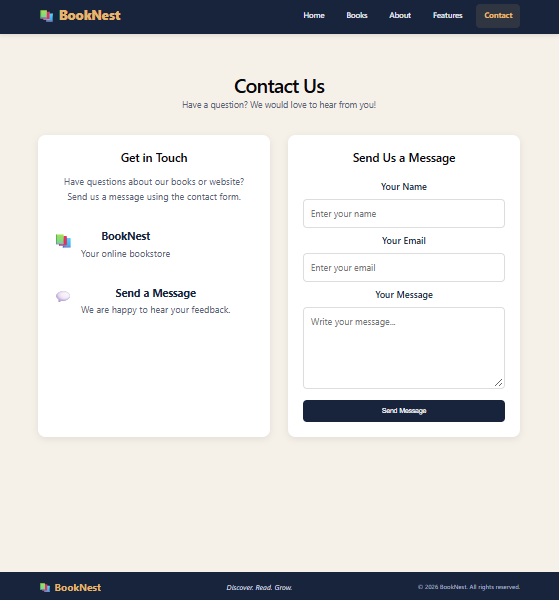 BookNest
Home Books About Features Contact
Contact Us
Have a question? We would love to hear from you!
Get in Touch
Have questions about our books or website?
Send us a message using the contact form.
BookNest
Your online bookstore
Send a Message
We are happy to hear your feedback.
Send Us a Message
Your Name
Enter your name
Your Email
Enter your email
Your Message
Write your message...
Send Message
BookNest
Discover. Read. Grow.
© 2026 BookNest. All rights reserved.